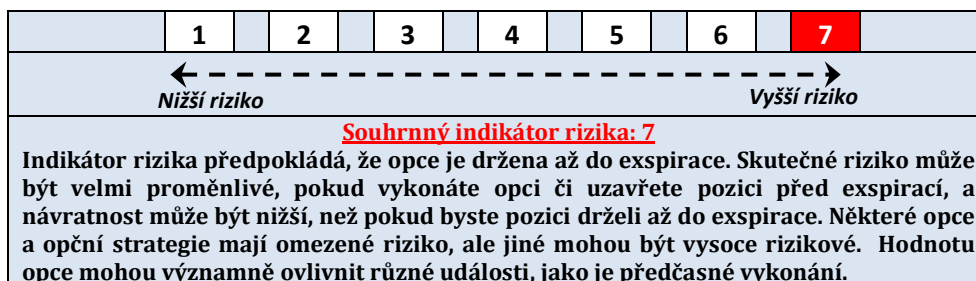 1 2 3 4 5 6 7
Nižší riziko Vyšší riziko
Souhrnný indikátor rizika: 7
Indikátor rizika předpokládá, že opce je držena až do exspirace. Skutečné riziko může
být velmi proměnlivé, pokud vykonáte opci či uzavřete pozici před exspirací, a
návratnost může být nižší, než pokud byste pozici drželi až do exspirace. Některé opce
a opční strategie mají omezené riziko, ale jiné mohou být vysoce rizikové. Hodnotu
opce mohou významně ovlivnit různé události, jako je předčasné vykonání.